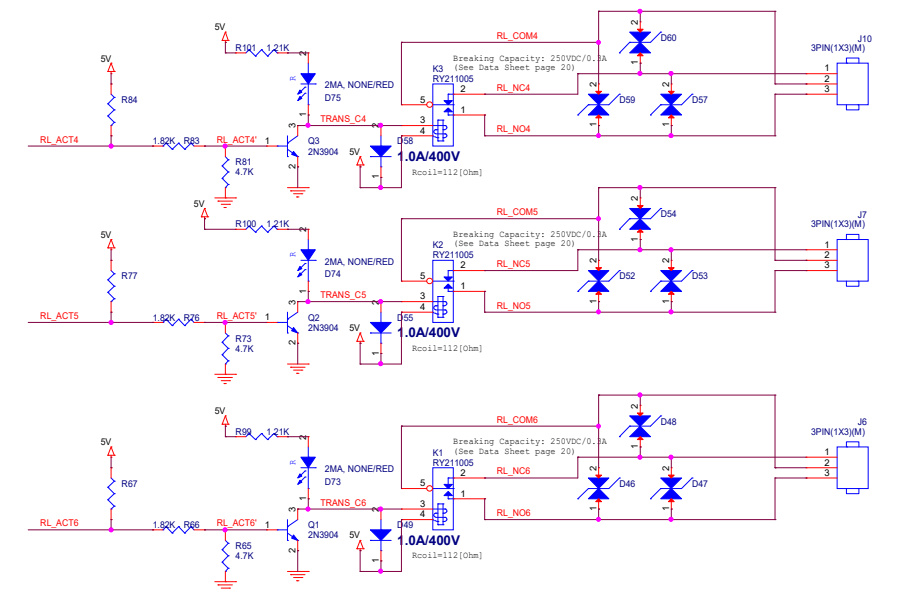 5V
R101 1.21K
5V
R84
R 2MA, NONE/RED
D75
RL_COM4
Breaking Capacity: 250VDC/0.3A
(See Data Sheet page 20)
K3
RY211005
D60
J10
3PIN(1X3)(M)
1
2
3
D59
D57
RL_NC4
RL_NO4
TRANS_C4
RL_ACT4
1.82K R83
RL_ACT4'
Q3
2N3904
R81
4.7K
D58
5V
1.0A/400V
Rcoil=112[Ohm]
5V
R100 1.21K
5V
R77
R 2MA, NONE/RED
D74
RL_COM5
Breaking Capacity: 250VDC/0.3A
(See Data Sheet page 20)
K2
RY211005
D54
J7
3PIN(1X3)(M)
1
2
3
D52
D53
RL_NC5
RL_NO5
TRANS_C5
RL_ACT5
1.82K R76
RL_ACT5'
Q2
2N3904
R73
4.7K
D55
5V
1.0A/400V
Rcoil=112[Ohm]
5V
R90 1.21K
5V
R67
R 2MA, NONE/RED
D73
RL_COM6
Breaking Capacity: 250VDC/0.3A
(See Data Sheet page 20)
K1
RY211005
D48
J6
3PIN(1X3)(M)
1
2
3
D46
D47
RL_NC6
RL_NO6
TRANS_C6
RL_ACT6
1.82K R66
RL_ACT6'
Q1
2N3904
R65
4.7K
D49
5V
1.0A/400V
Rcoil=112[Ohm]